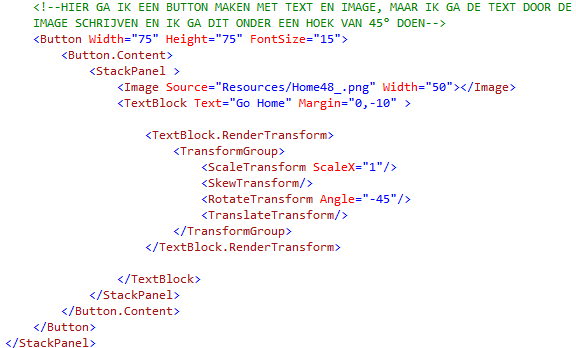 <!--HIER GA IK EEN BUTTON MAKEN MET TEXT EN IMAGE, MAAR IK GA DE TEXT DOOR DE
IMAGE SCHRIJVEN EN IK GA DIT ONDER EEN HOEK VAN 45° DOEN-->
<Button Width="75" Height="75" FontSize="15">
<Button.Content>
<StackPanel >
<Image Source="Resources/Home48_.png" Width="50"></Image>
<TextBlock Text="Go Home" Margin="0,-10" >
<TextBlock.RenderTransform>
<TransformGroup>
<ScaleTransform ScaleX="1"/>
<SkewTransform/>
<RotateTransform Angle="-45"/>
<TranslateTransform/>
</TransformGroup>
</TextBlock.RenderTransform>
</TextBlock>
</StackPanel>
</Button.Content>
</Button>
</StackPanel>